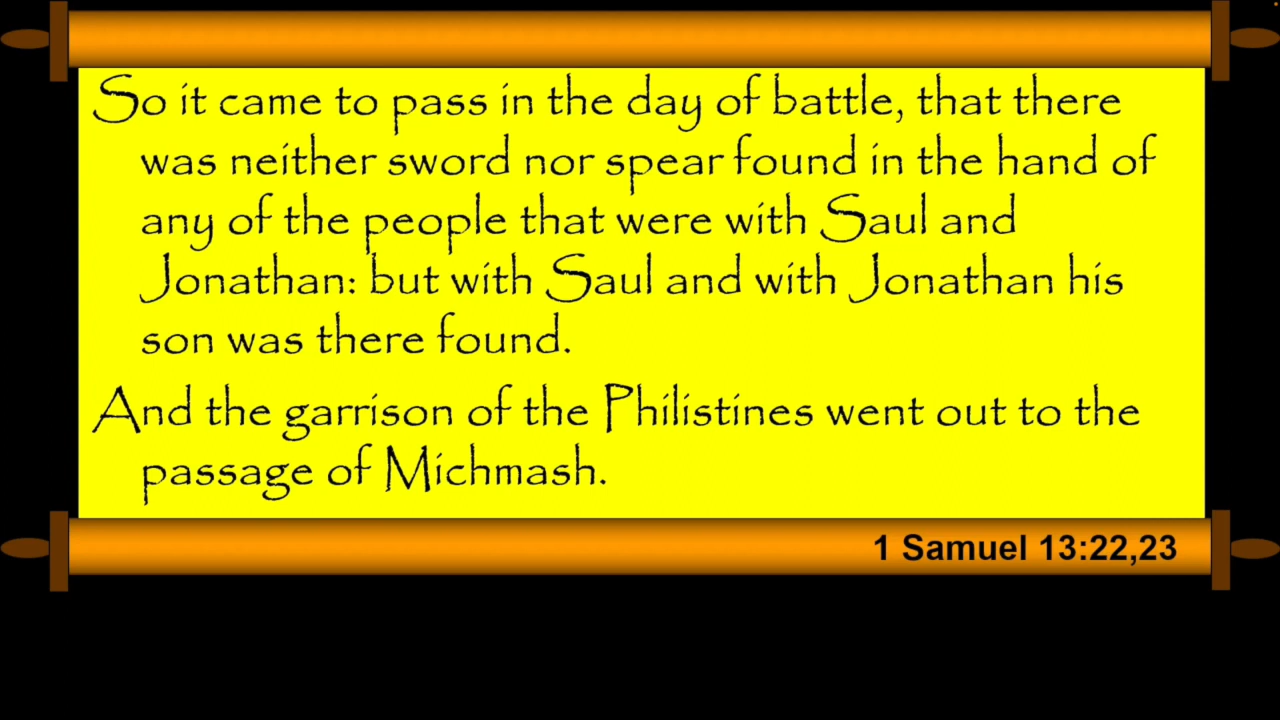 So it came to pass in the day of battle, that there
was neither sword nor spear found in the hand of
any of the people that were with Saul and
Jonathan: but with Saul and with Jonathan his
son was there found.
And the garrison of the Philistines went out to the
passage of Michmash.
1 Samuel 13:22,23